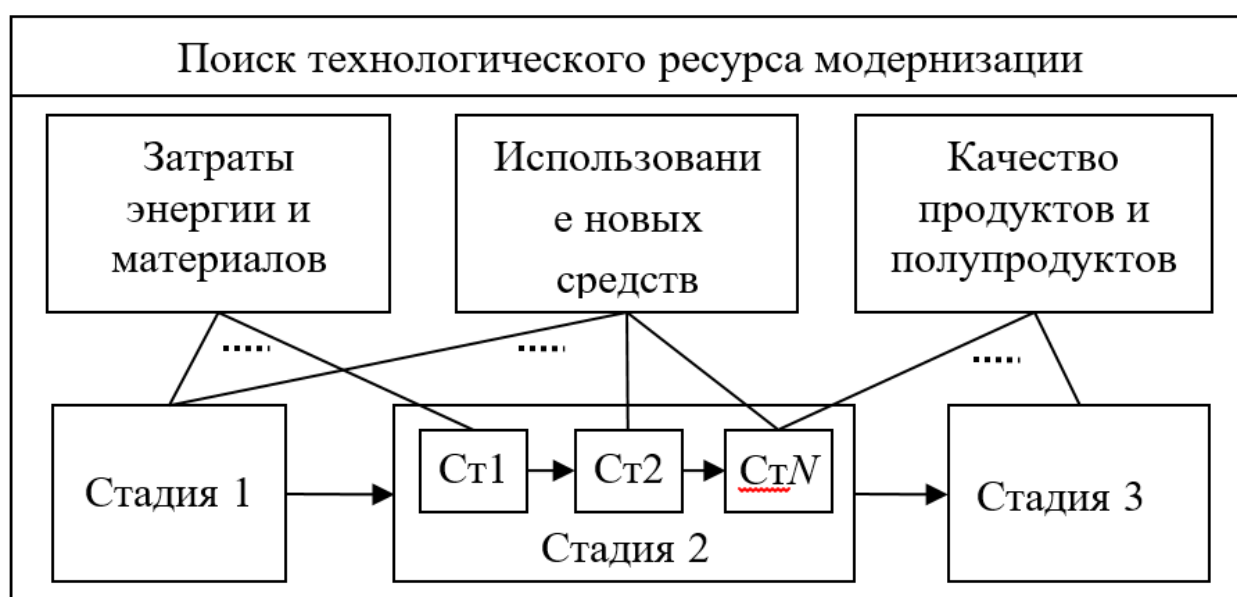 Поиск технологического ресурса модернизации
Затраты
энергии и
материалов
Использовани
е новых
средств
Качество
продуктов и
полупродуктов
Стадия 1
Ст1
Ст2
СтN
Стадия 2
Стадия 3